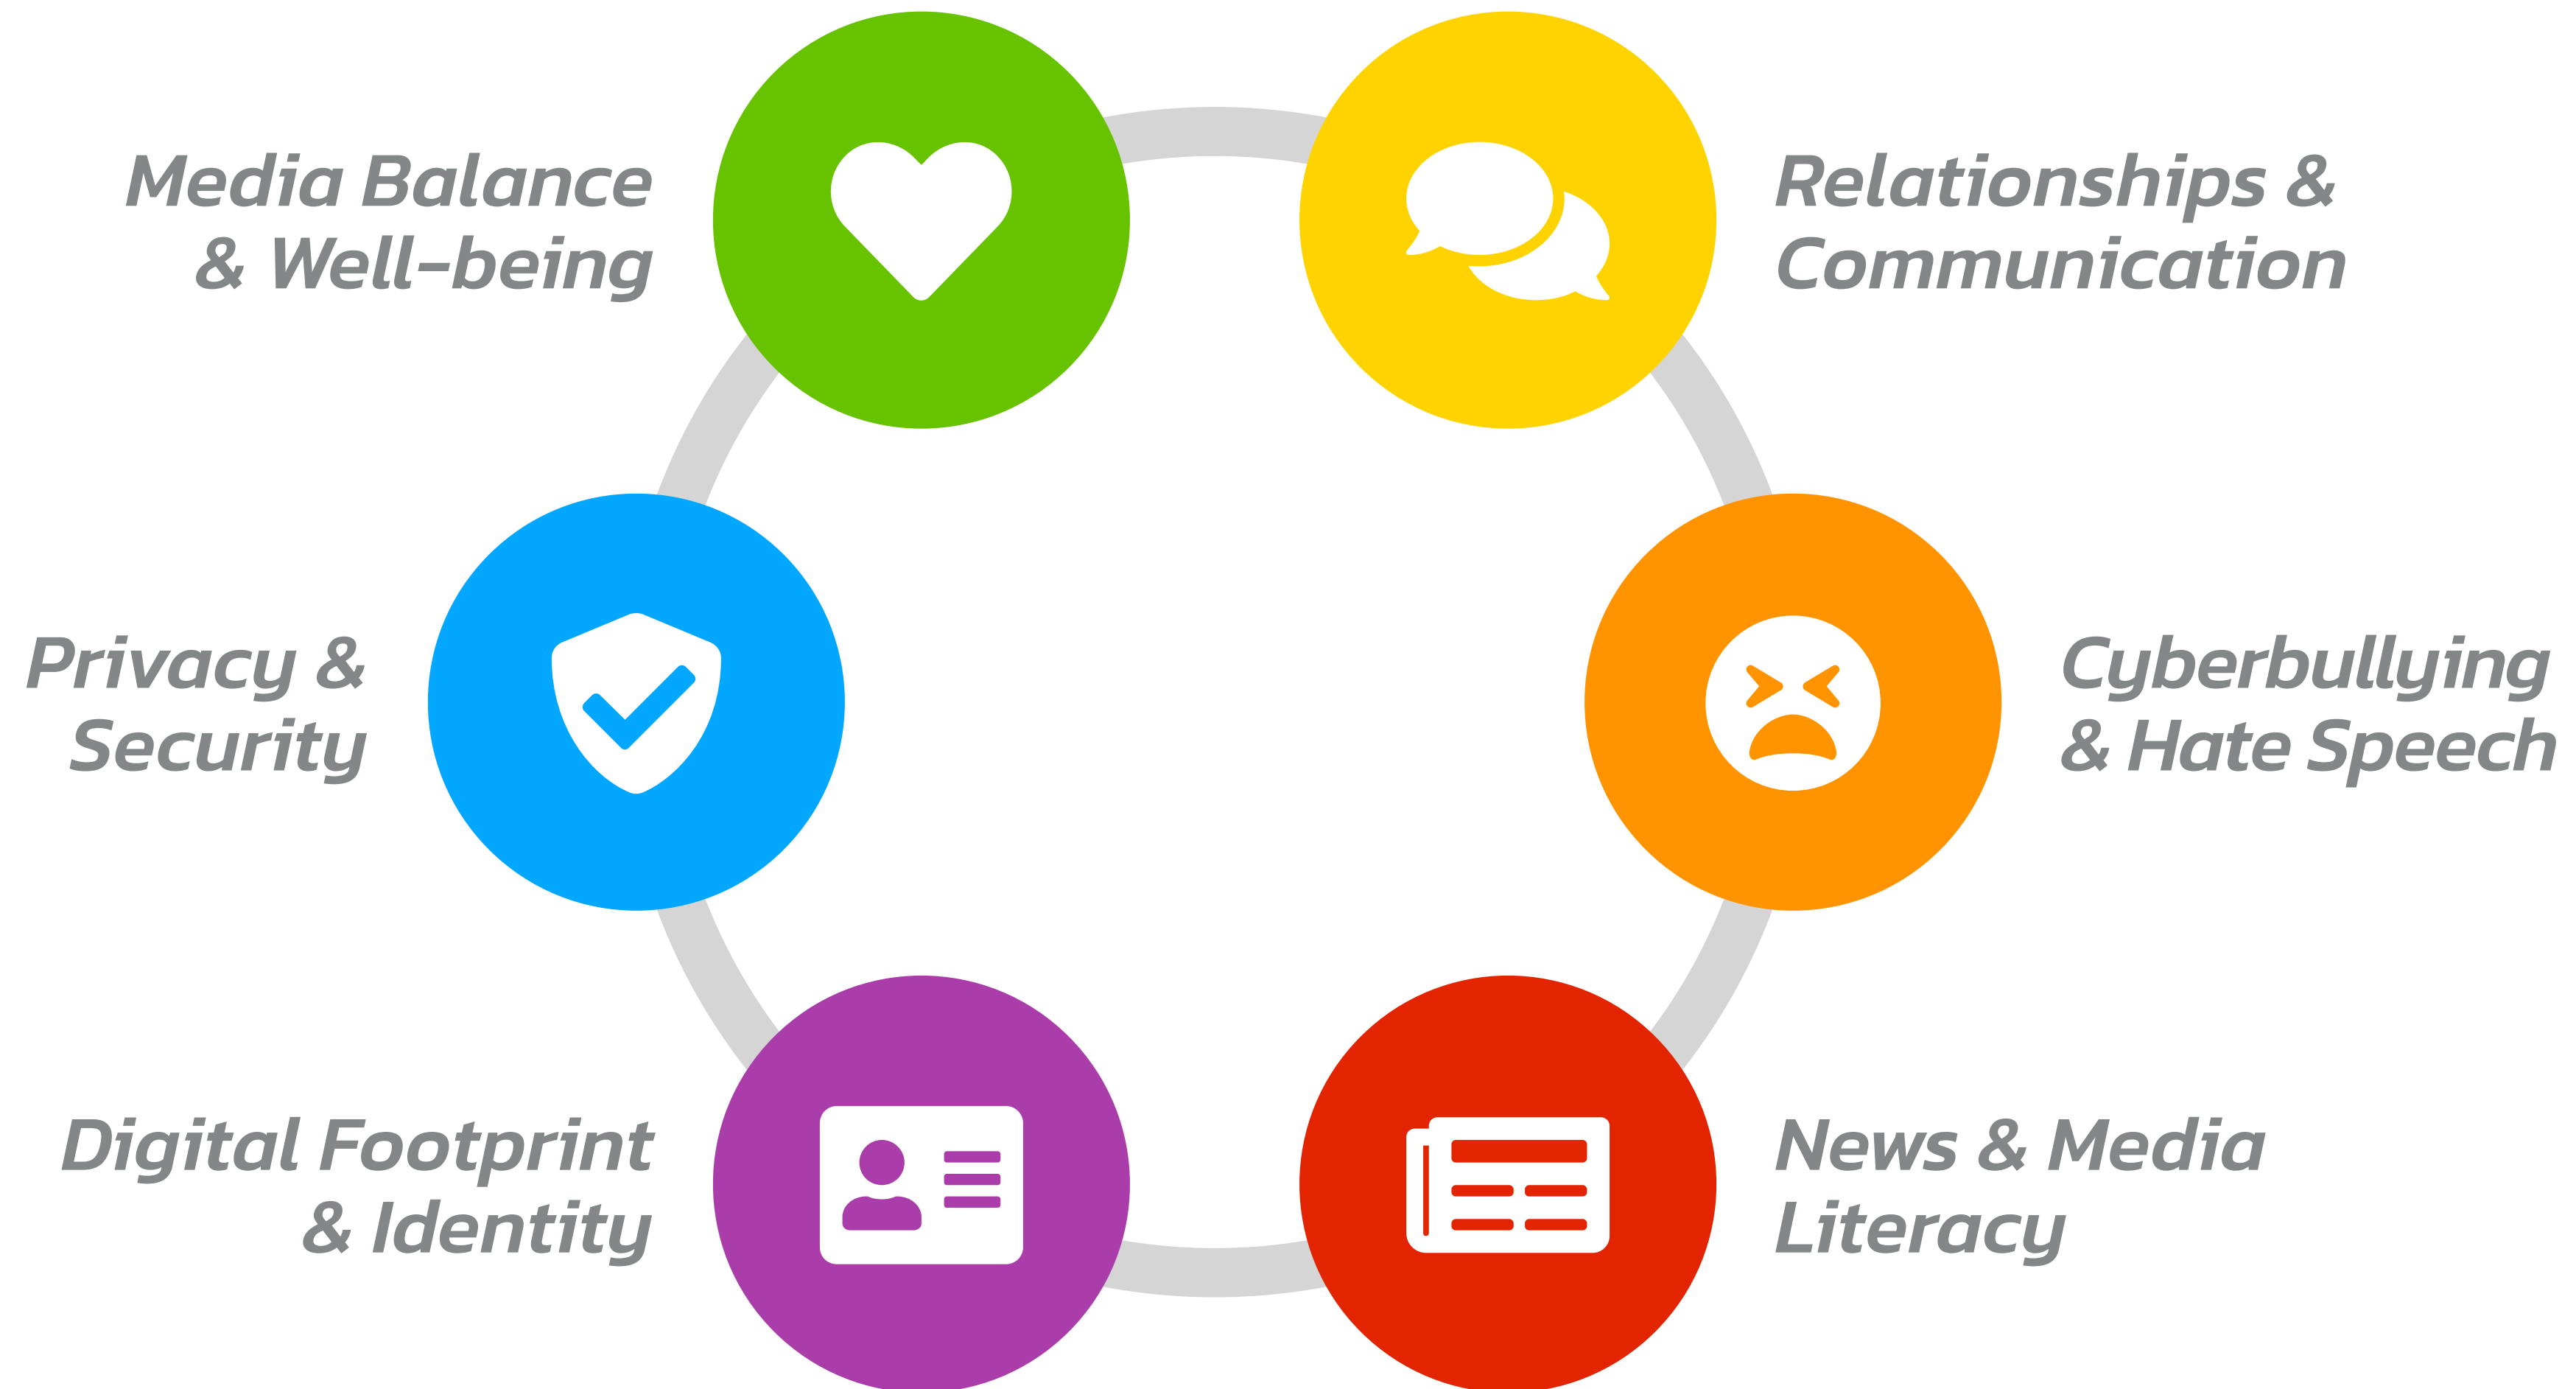 Media Balance
& Well-being
Relationships &
Communication
Privacy &
Security
Cyberbullying
& Hate Speech
Digital Footprint
& Identity
News & Media
Literacy